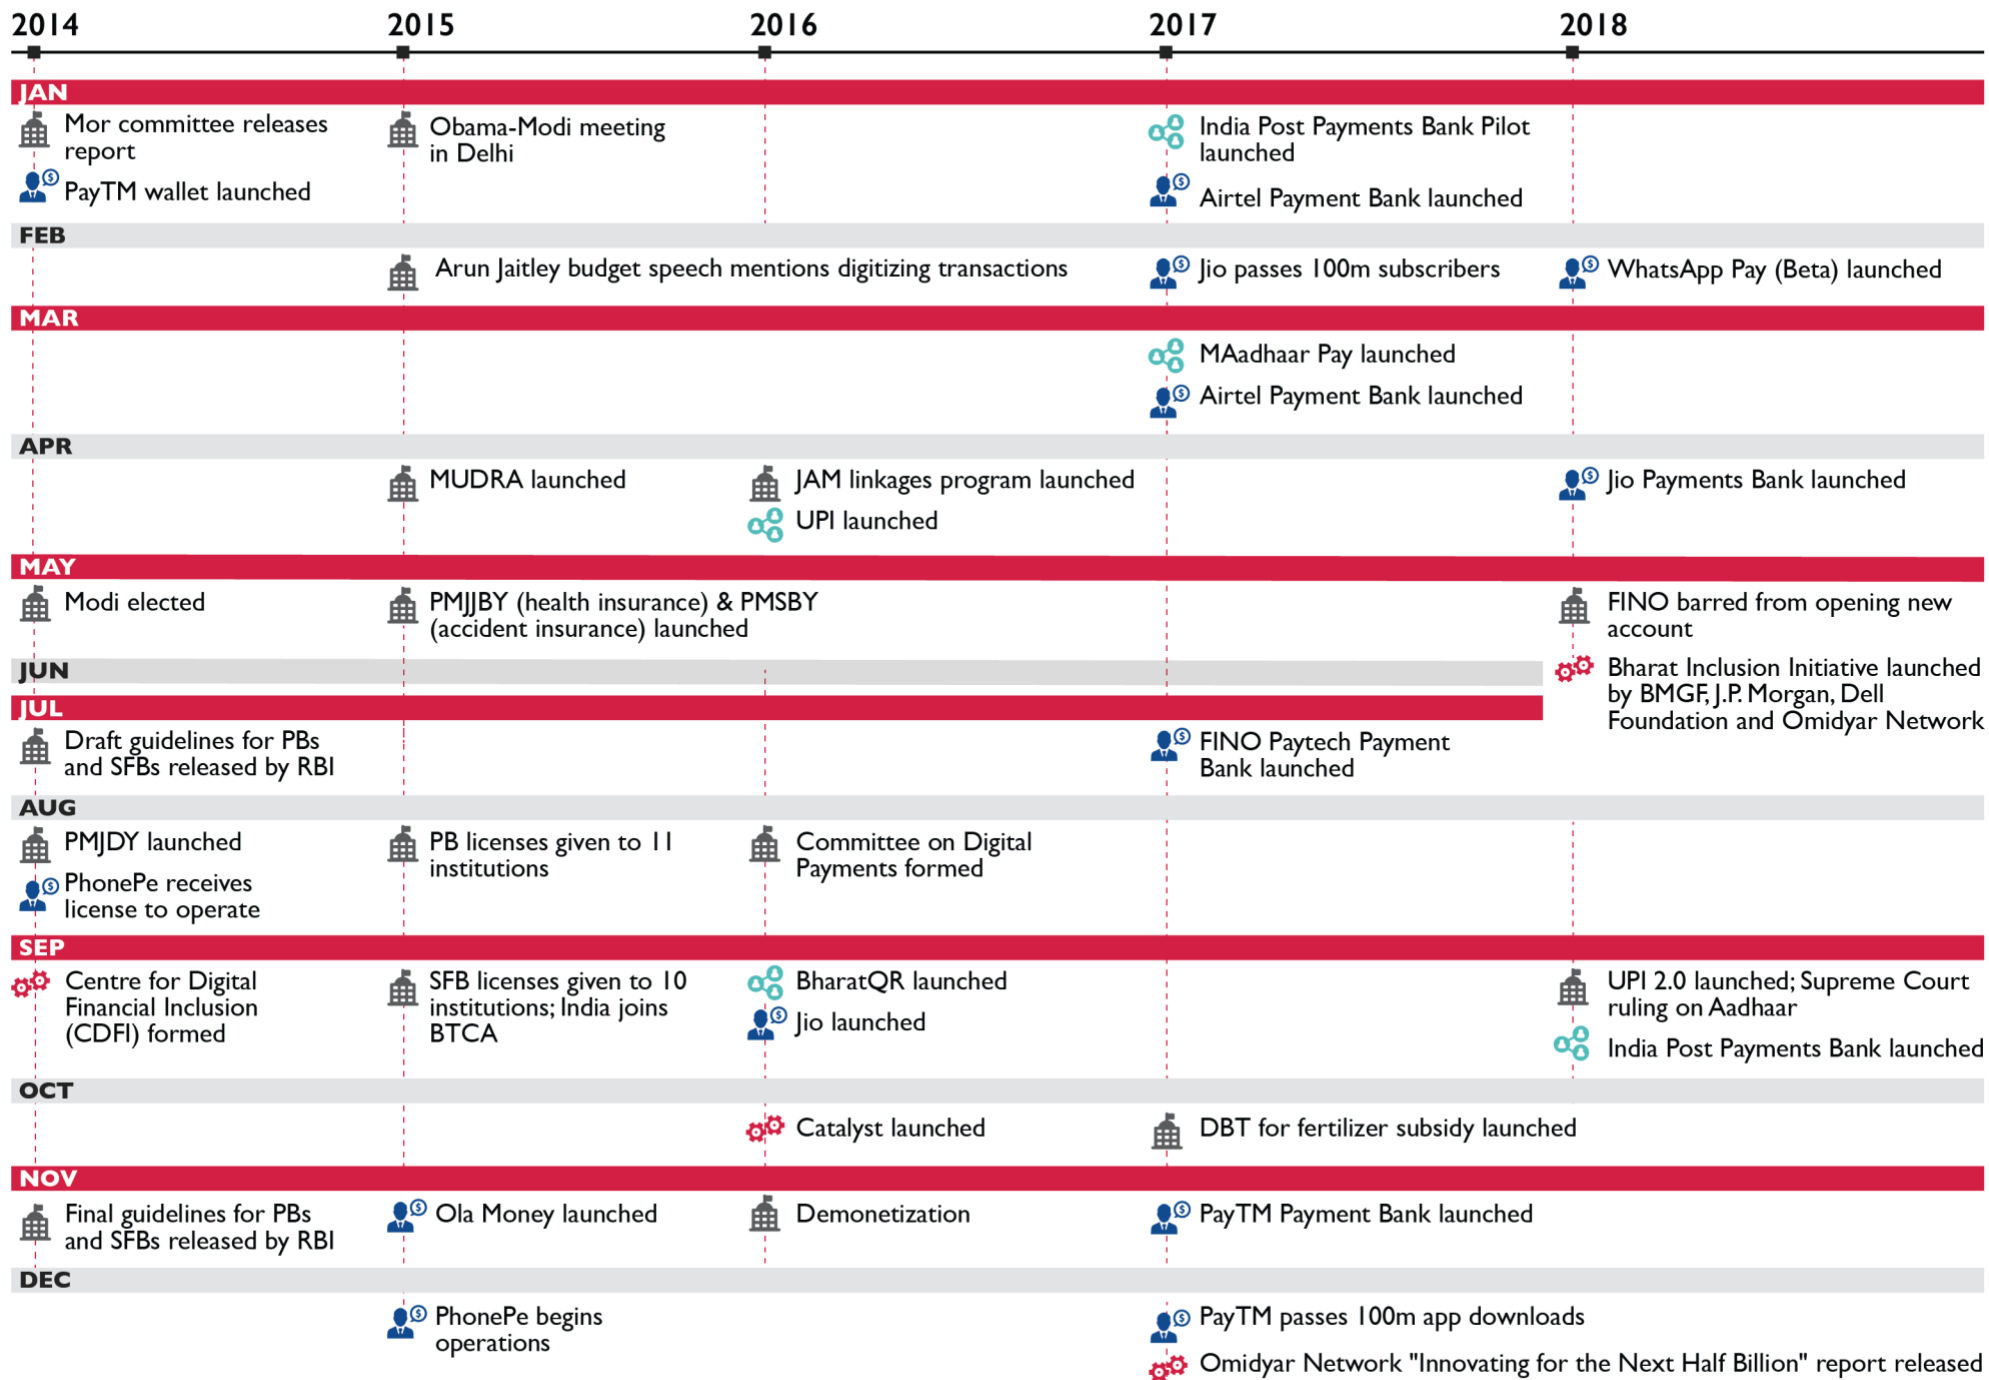 2014 2015 2016 2017 2018
JAN
Mor committee releases
report
PayTM wallet launched
Obama-Modi meeting
in Delhi
India Post Payments Bank Pilot
launched
Airtel Payment Bank launched
FEB
Arun Jaitley budget speech mentions digitizing transactions
Jio passes 100m subscribers
WhatsApp Pay (Beta) launched
MAR
MAadhaar Pay launched
Airtel Payment Bank launched
APR
MUDRA launched
JAM linkages program launched
UPI launched
Jio Payments Bank launched
MAY
Modi elected
PMJJBY (health insurance) & PMSBY
(accident insurance) launched
FINO barred from opening new
account
Bharat Inclusion Initiative launched
by BMGF, J.P. Morgan, Dell
Foundation and Omidyar Network
JUN
JUL
Draft guidelines for PBs
and SFBs released by RBI
FINO Paytech Payment
Bank launched
AUG
PMJDY launched
PhonePe receives
license to operate
PB licenses given to 11
institutions
Committee on Digital
Payments formed
SEP
Centre for Digital
Financial Inclusion
(CDFI) formed
SFB licenses given to 10
institutions; India joins
BTCA
BharatQR launched
Jio launched
UPI 2.0 launched; Supreme Court
ruling on Aadhaar
India Post Payments Bank launched
OCT
Catalyst launched
DBT for fertilizer subsidy launched
NOV
Final guidelines for PBs
and SFBs released by RBI
Ola Money launched
Demonetization
PayTM Payment Bank launched
DEC
PhonePe begins
operations
PayTM passes 100m app downloads
Omidyar Network "Innovating for the Next Half Billion" report released